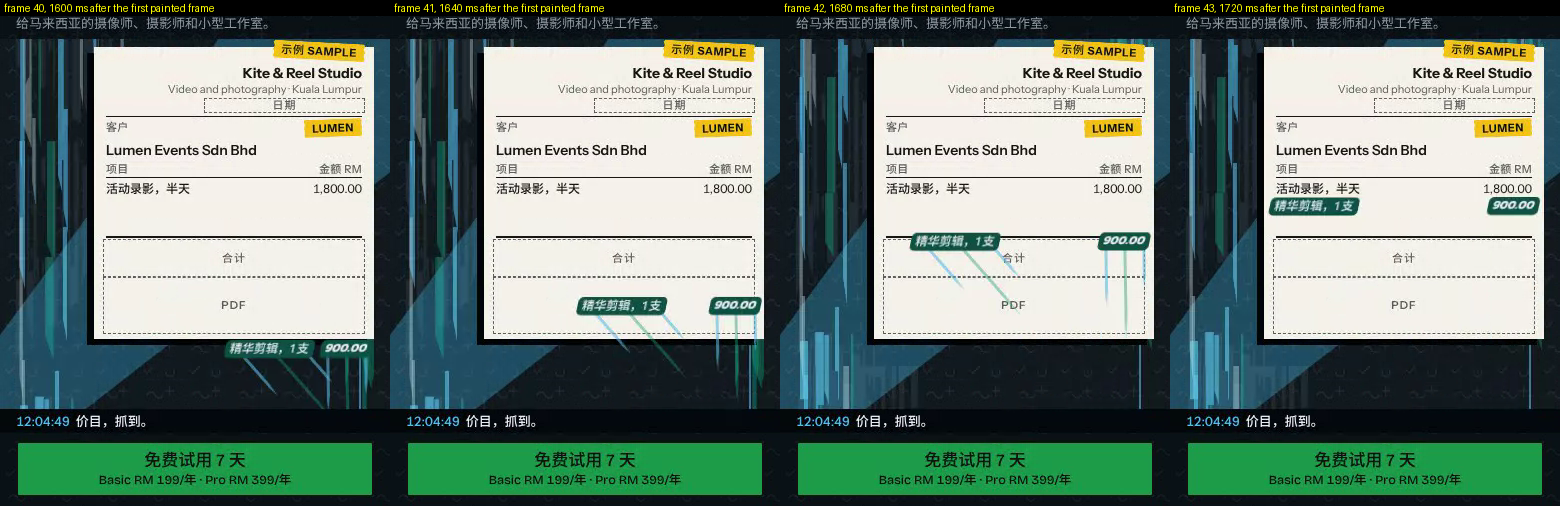 frame 40, 1600 ms after the first painted frame
给马来西亚的摄像师、摄影师和小型工作室。
示例 SAMPLE
Kite & Reel Studio
Video and photography · Kuala Lumpur
日期
客户
LUMEN
Lumen Events Sdn Bhd
项目 金额 RM
活动录影，半天 1,800.00
合计
PDF
精华剪辑，1支 900.00
12:04:49 价目，抓到。
免费试用 7 天
Basic RM 199/年 · Pro RM 399/年
frame 41, 1640 ms after the first painted frame
给马来西亚的摄像师、摄影师和小型工作室。
示例 SAMPLE
Kite & Reel Studio
Video and photography · Kuala Lumpur
日期
客户
LUMEN
Lumen Events Sdn Bhd
项目 金额 RM
活动录影，半天 1,800.00
合计
精华剪辑，1支 900.00
12:04:49 价目，抓到。
免费试用 7 天
Basic RM 199/年 · Pro RM 399/年
frame 42, 1680 ms after the first painted frame
给马来西亚的摄像师、摄影师和小型工作室。
示例 SAMPLE
Kite & Reel Studio
Video and photography · Kuala Lumpur
日期
客户
LUMEN
Lumen Events Sdn Bhd
项目 金额 RM
活动录影，半天 1,800.00
精华剪辑，1支 900.00
合计
PDF
12:04:49 价目，抓到。
免费试用 7 天
Basic RM 199/年 · Pro RM 399/年
frame 43, 1720 ms after the first painted frame
给马来西亚的摄像师、摄影师和小型工作室。
示例 SAMPLE
Kite & Reel Studio
Video and photography · Kuala Lumpur
日期
客户
LUMEN
Lumen Events Sdn Bhd
项目 金额 RM
活动录影，半天 1,800.00
精华剪辑，1支 900.00
合计
PDF
12:04:49 价目，抓到。
免费试用 7 天
Basic RM 199/年 · Pro RM 399/年